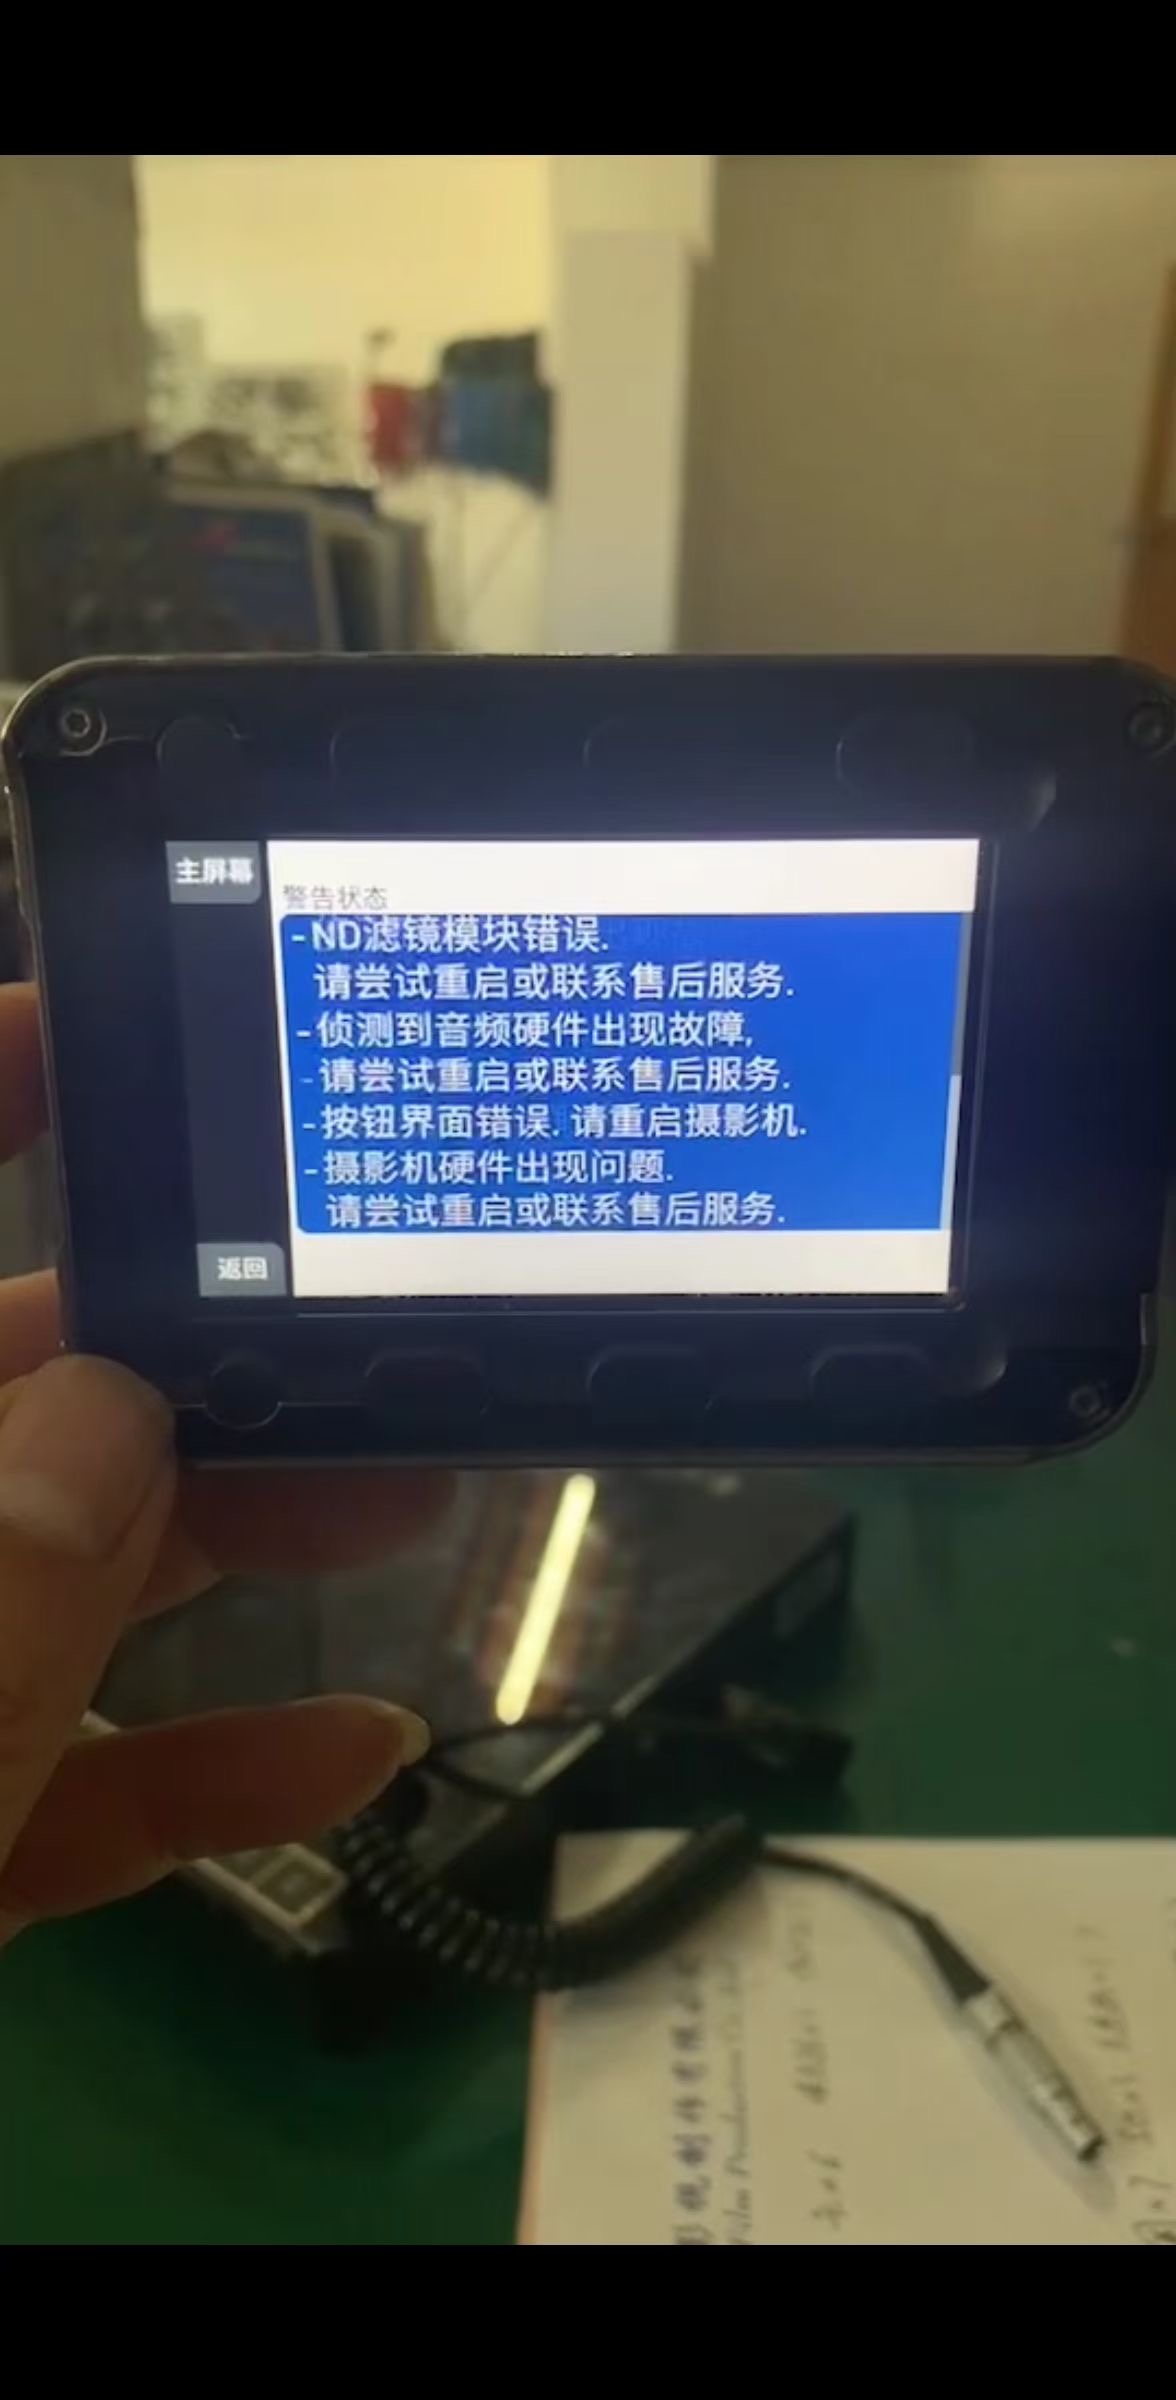 主屏幕
警告状态
-ND滤镜模块错误.
请尝试重启或联系售后服务.
-侦测到音频硬件出现故障,
-请尝试重启或联系售后服务.
-按钮界面错误.请重启摄影机.
-摄影机硬件出现问题.
请尝试重启或联系售后服务.
返回